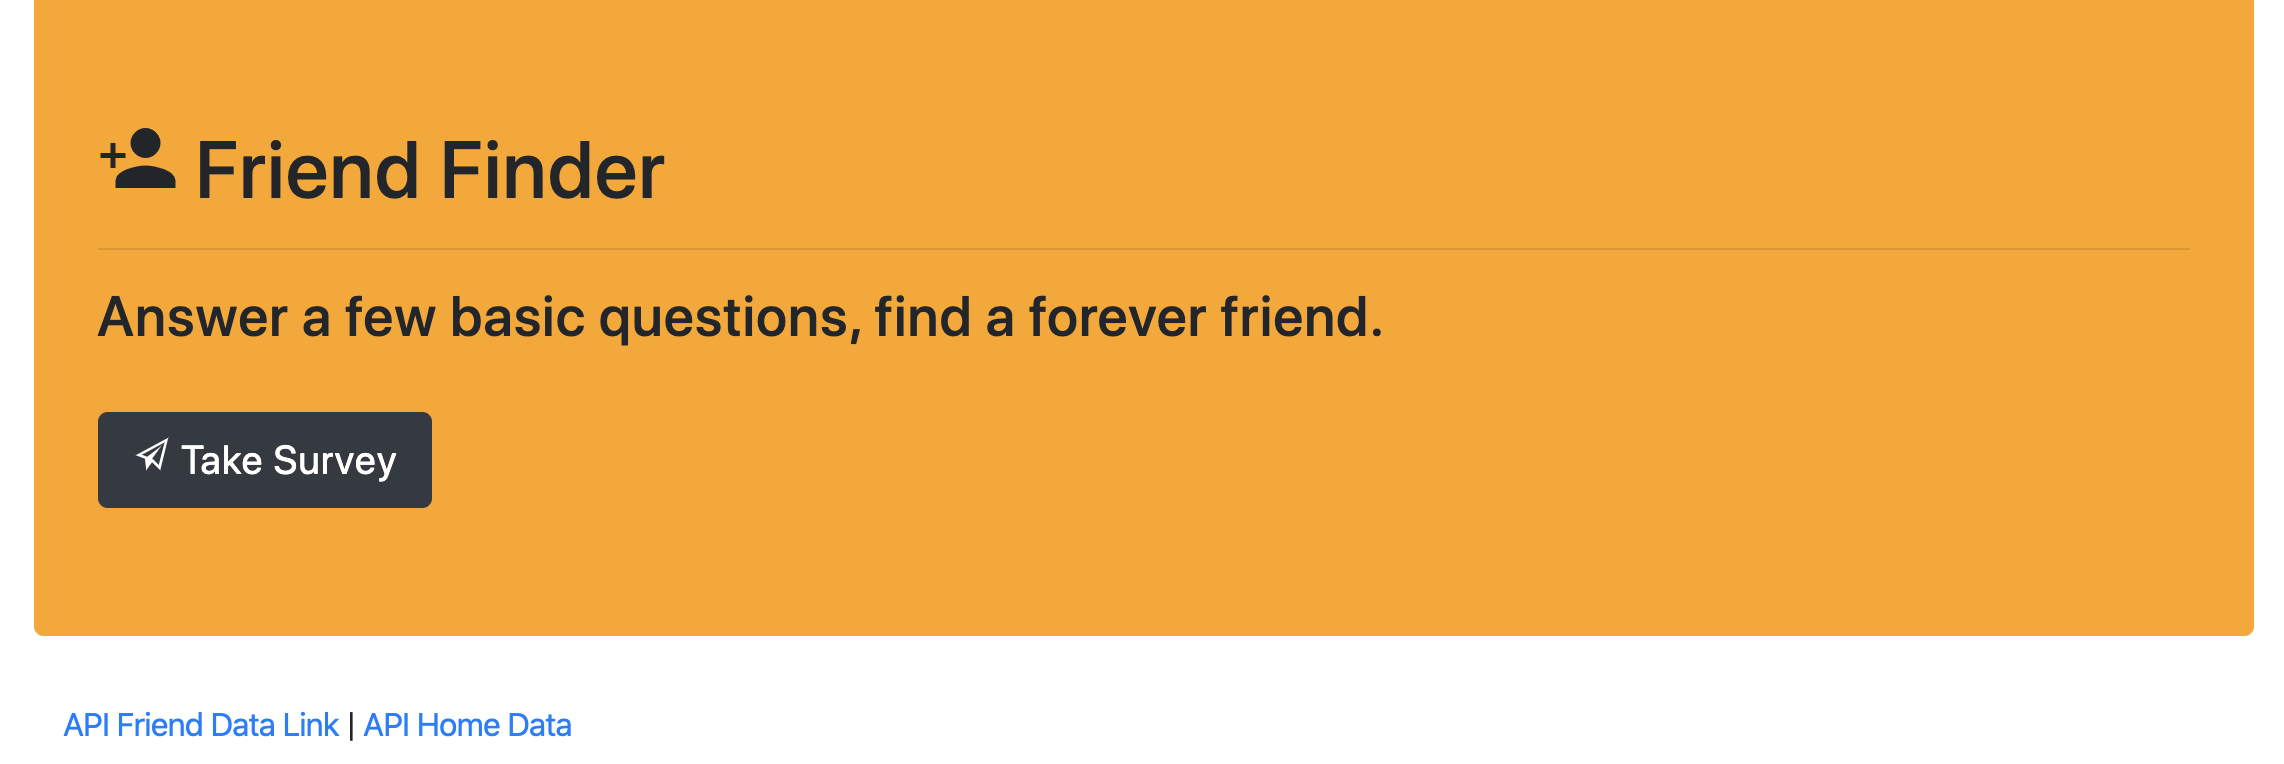 Friend Finder
Answer a few basic questions, find a forever friend.
Take Survey
API Friend Data Link | API Home Data